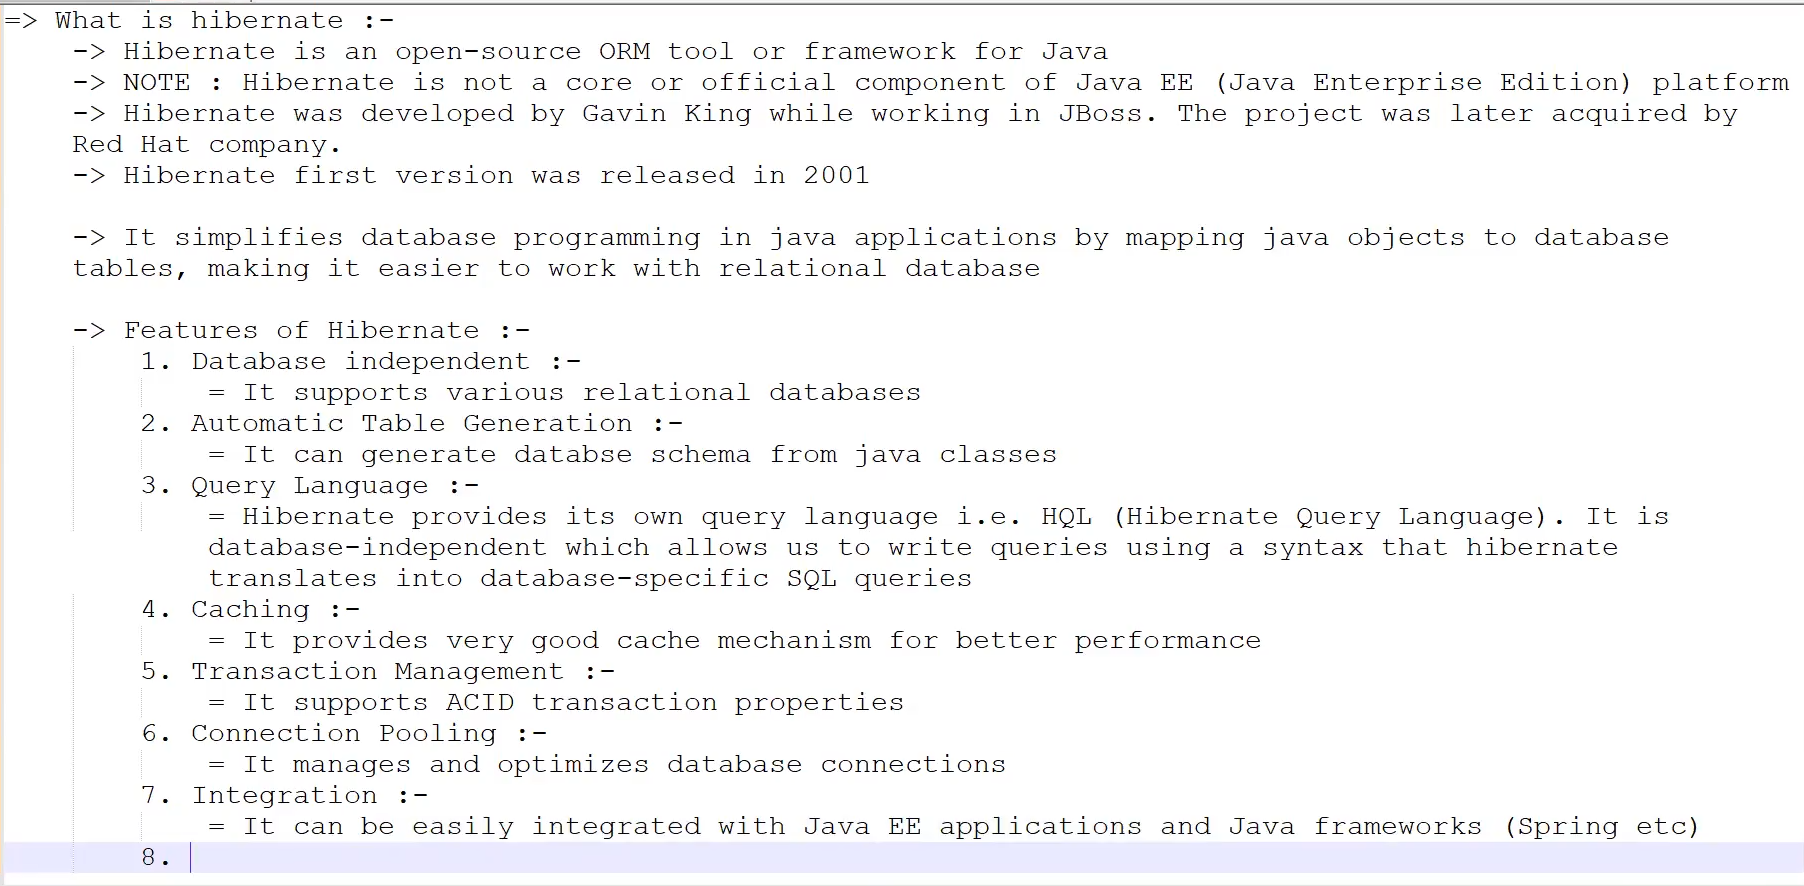 => What is hibernate :-
-> Hibernate is an open-source ORM tool or framework for Java
-> NOTE : Hibernate is not a core or official component of Java EE (Java Enterprise Edition) platform
-> Hibernate was developed by Gavin King while working in JBoss. The project was later acquired by
Red Hat company.
-> Hibernate first version was released in 2001
-> It simplifies database programming in java applications by mapping java objects to database
tables, making it easier to work with relational database
-> Features of Hibernate :-
1. Database independent :-
= It supports various relational databases
2. Automatic Table Generation :-
= It can generate databse schema from java classes
3. Query Language :-
= Hibernate provides its own query language i.e. HQL (Hibernate Query Language). It is
database-independent which allows us to write queries using a syntax that hibernate
translates into database-specific SQL queries
4. Caching :-
= It provides very good cache mechanism for better performance
5. Transaction Management :-
= It supports ACID transaction properties
6. Connection Pooling :-
= It manages and optimizes database connections
7. Integration :-
= It can be easily integrated with Java EE applications and Java frameworks (Spring etc)
8.